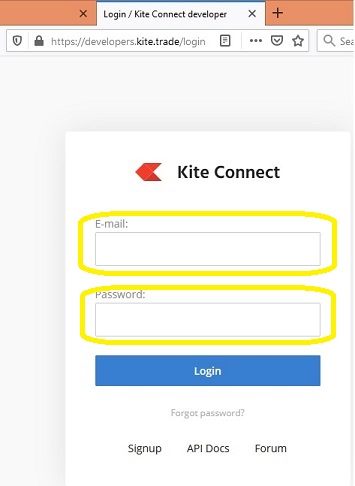 Login / Kite Connect developer
https://developers.kite.trade/login
Kite Connect
E-mail:
Password:
Login
Forgot password?
Signup API Docs Forum